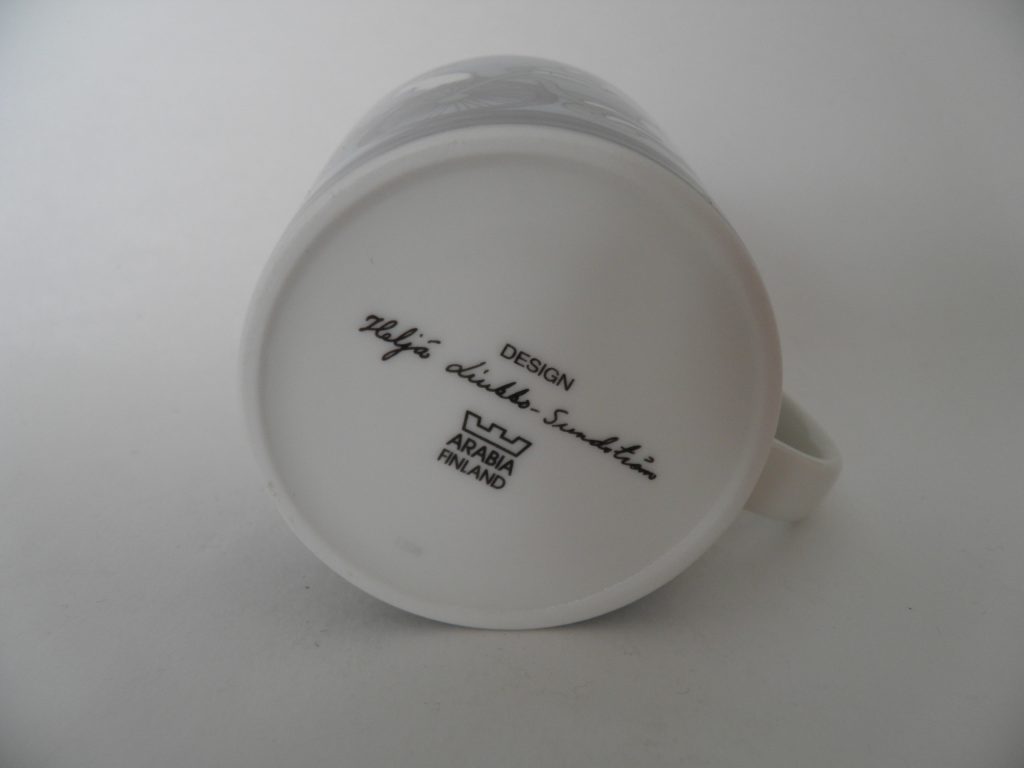 DESIGN
Heljä Liukko-Sundström
ARABIA
FINLAND